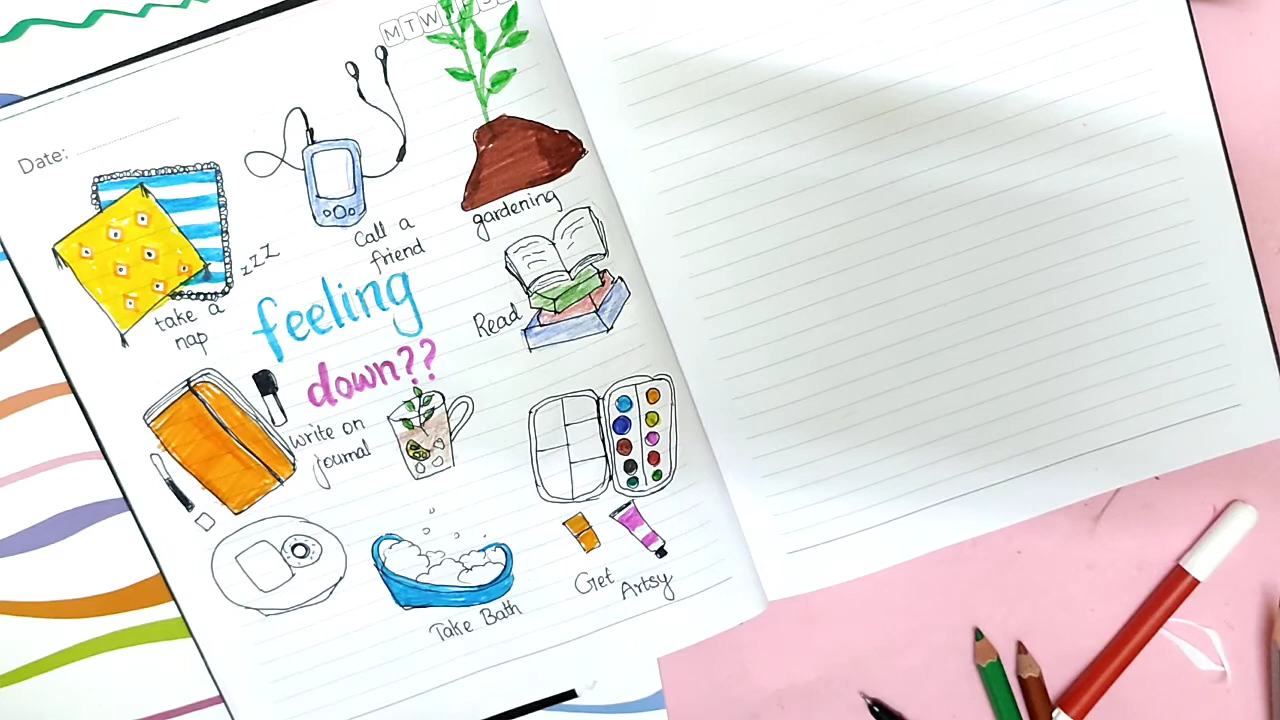 M T W T F S S
Date:
call a
friend
gardening
zzz
take a
nap
feeling
down??
Read
write on
journal
Get
Artsy
Take Bath